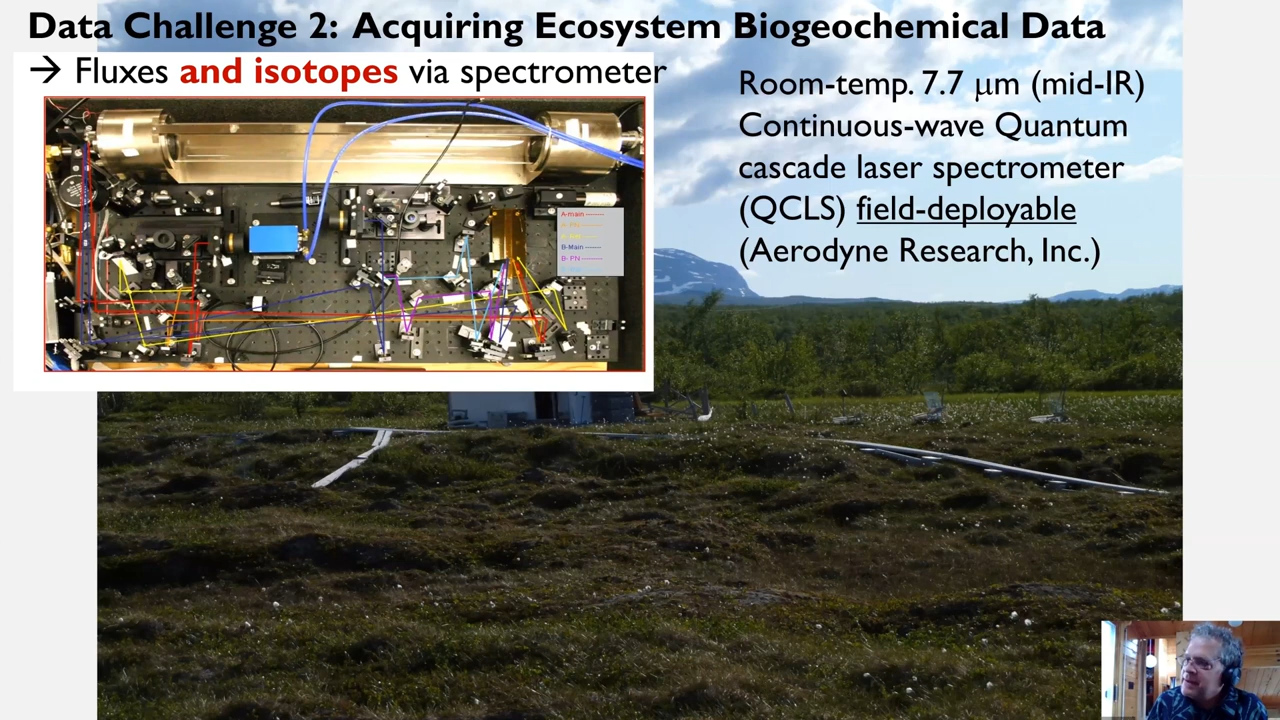 Data Challenge 2: Acquiring Ecosystem Biogeochemical Data
→ Fluxes and isotopes via spectrometer
Room-temp. 7.7 μm (mid-IR)
Continuous-wave Quantum
cascade laser spectrometer
(QCLS) field-deployable
(Aerodyne Research, Inc.)
A-main
B-Main
B- PN